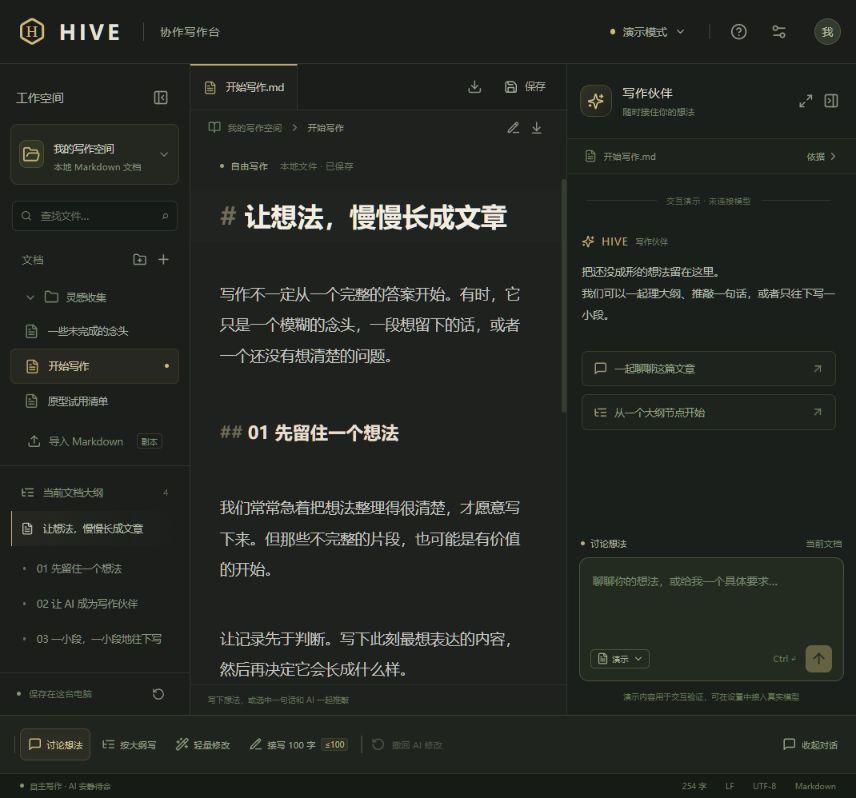 HIVE
协作写作台
演示模式
我
工作空间
我的写作空间
本地 Markdown 文档
查找文件...
文档
灵感收集
一些未完成的念头
开始写作
原型试用清单
导入 Markdown
副本
当前文档大纲
4
让想法，慢慢长成文章
01 先留住一个想法
02 让 AI 成为写作伙伴
03 一小段，一小段地往下写
保存在这台电脑
开始写作.md
保存
我的写作空间 > 开始写作
自由写作 本地文件 · 已保存
# 让想法，慢慢长成文章
写作不一定从一个完整的答案开始。有时，它
只是一个模糊的念头，一段想留下的话，或者
一个还没有想清楚的问题。
## 01 先留住一个想法
我们常常急着把想法整理得很清楚，才愿意写
下来。但那些不完整的片段，也可能是有价值
的开始。
让记录先于判断。写下此刻最想表达的内容，
然后再决定它会长成什么样。
写下想法，或选中一句话和 AI 一起推敲
写作伙伴
随时接住你的想法
开始写作.md
依据
交互演示 · 未连接模型
HIVE 写作伙伴
把还没成形的想法留在这里。
我们可以一起理大纲、推敲一句话，或者只往下写一
小段。
一起聊聊这篇文章
从一个大纲节点开始
讨论想法
当前文档
聊聊你的想法，或给我一个具体要求...
演示
Ctrl
演示内容用于交互验证，可在设置中接入真实模型
讨论想法
按大纲写
轻量修改
接写 100 字
≤100
撤回 AI 修改
收起对话
自主写作 · AI 安静待命
254 字
LF
UTF-8
Markdown